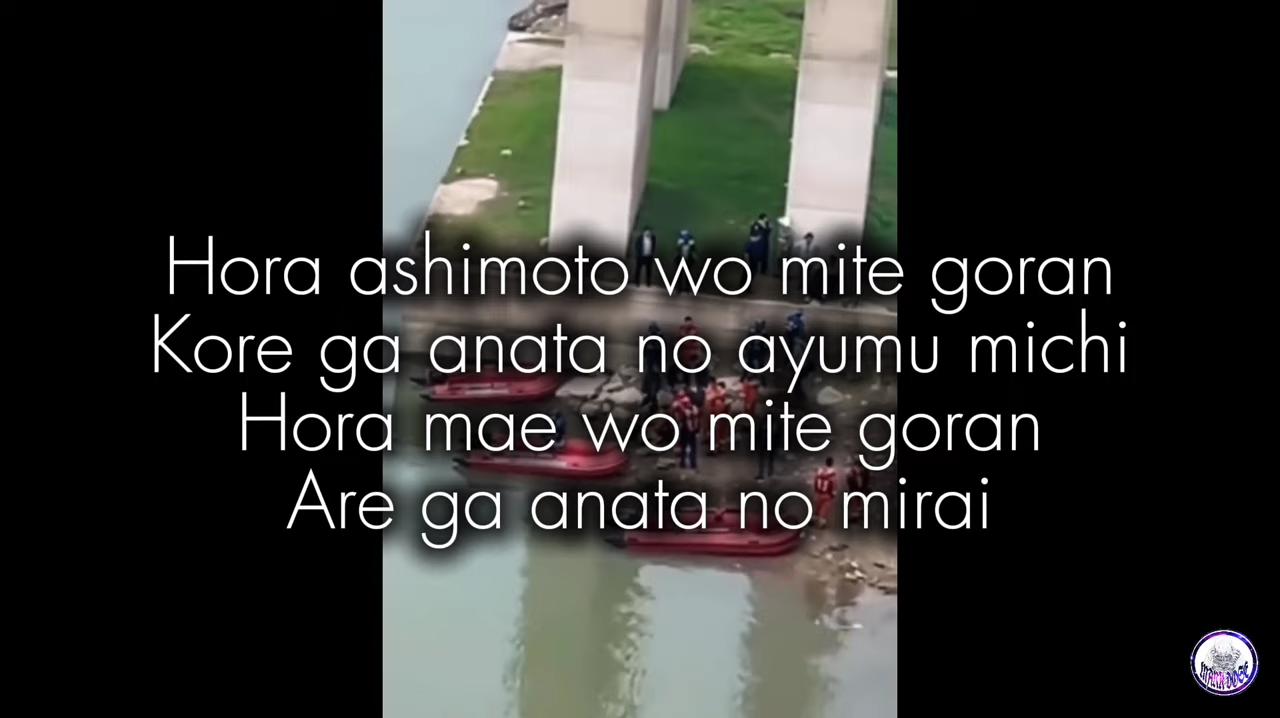 Hora ashimoto wo mite goran
Kore ga anata no ayumu michi
Hora mae wo mite goran
Are ga anata no mirai